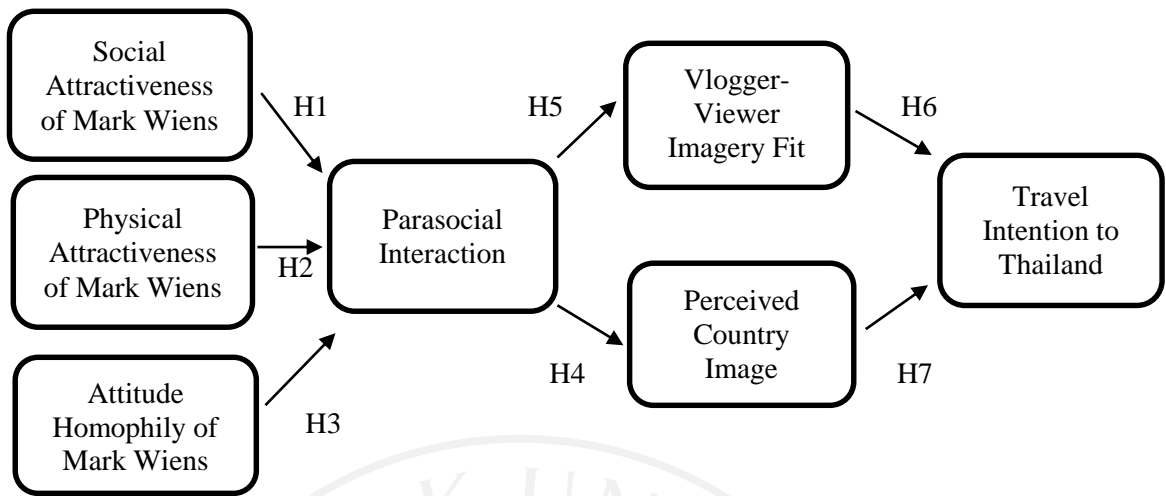 Social
Attractiveness
of Mark Wiens
H1
Physical
Attractiveness
of Mark Wiens
H2
Attitude
Homophily of
Mark Wiens
H3
Parasocial
Interaction
H5
Vlogger-
Viewer
Imagery Fit
H6
H4
Perceived
Country
Image
H7
Travel
Intention to
Thailand